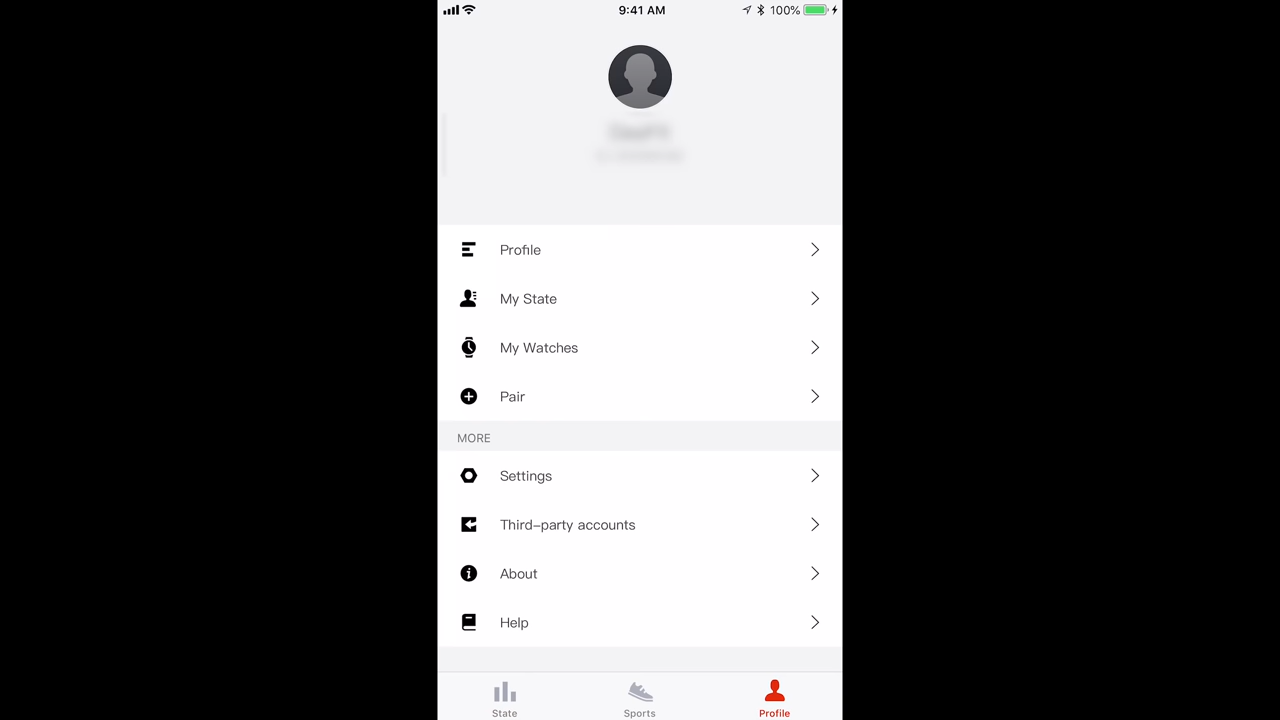 9:41 AM
100%
Profile
My State
My Watches
Pair
MORE
Settings
Third-party accounts
About
Help
State
Sports
Profile